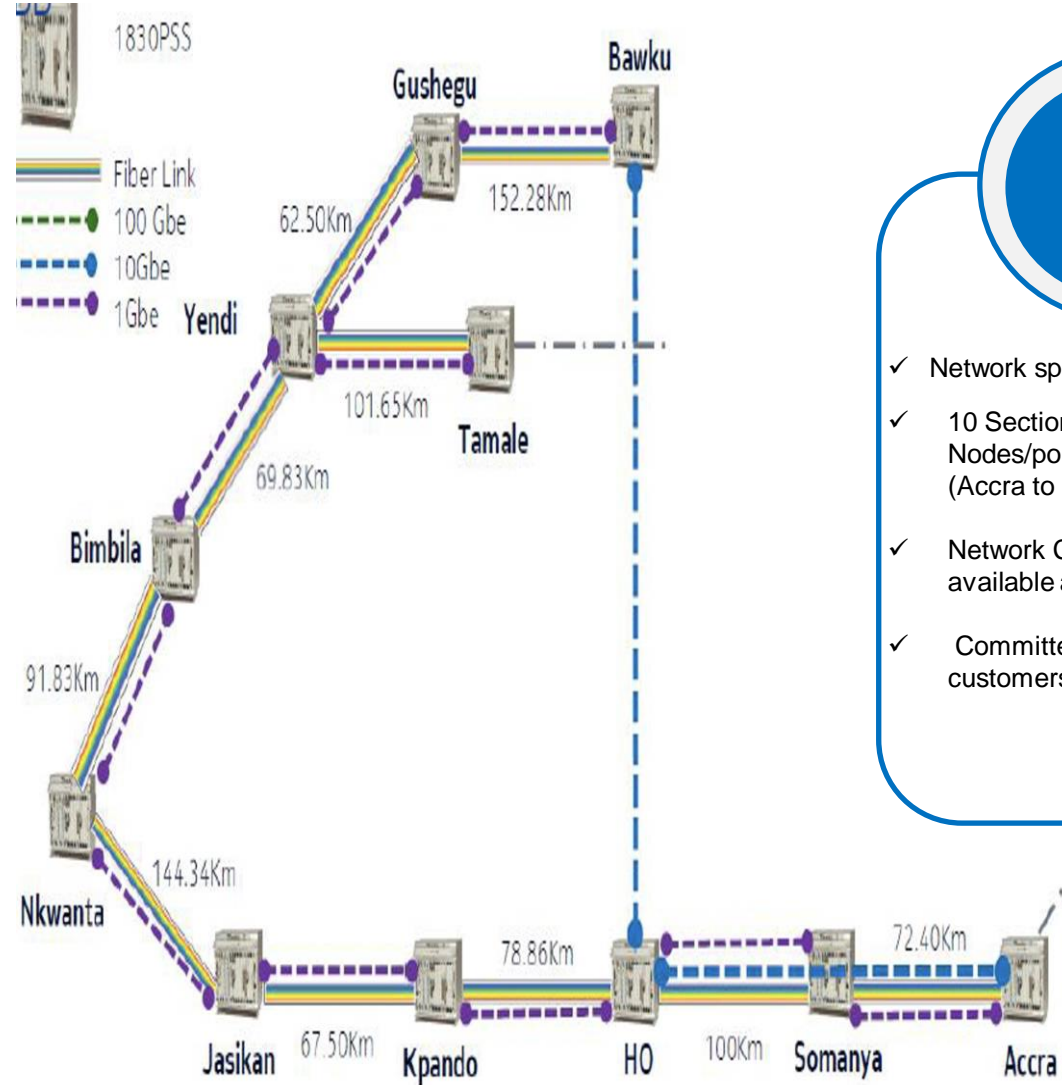 1830PSS
Fiber Link
100 Gbe
10Gbe
1Gbe
Bawku
Gushegu
152.28Km
62.50Km
Yendi
101.65Km
Tamale
69.83Km
Bimbila
91.83Km
Nkwanta
144.34Km
Jasikan
67.50Km
Kpando
78.86Km
HO
100Km
Somanya
72.40Km
Accra
✓ Network sp
✓ 10 Section
Nodes/po
(Accra to
✓ Network C
available a
✓ Committe
customers